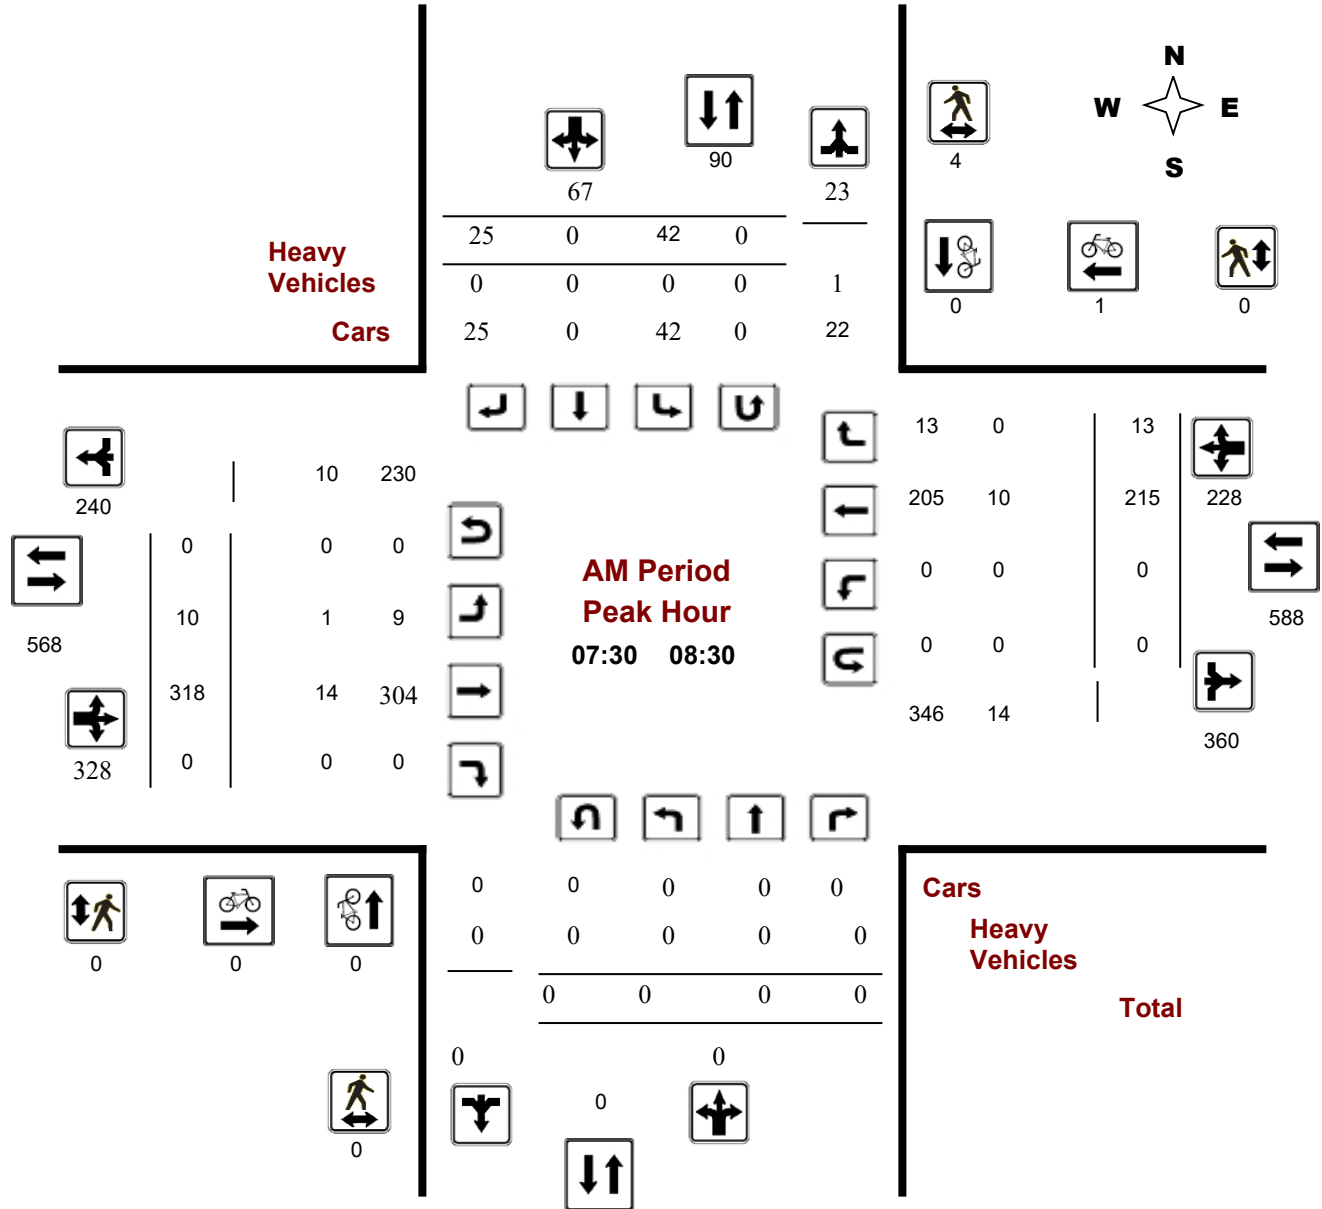 N
W E
S
90
4
67 23
25 0 42 0
Heavy
Vehicles
0 0 0 0 1
0 1 0
Cars
25 0 42 0 22
13 0 13
10 230
240
205 10 215 228
0 0 0
AM Period
0 0 0
Peak Hour
10 1 9
588
568
07:30 08:30
0 0 0
318 14 304
346 14
360
328 0 0 0
0 0 0 0 0
Cars
0 0 0 0 0
Heavy
Vehicles
0 0 0
0 0 0 0
Total
0 0
0
0